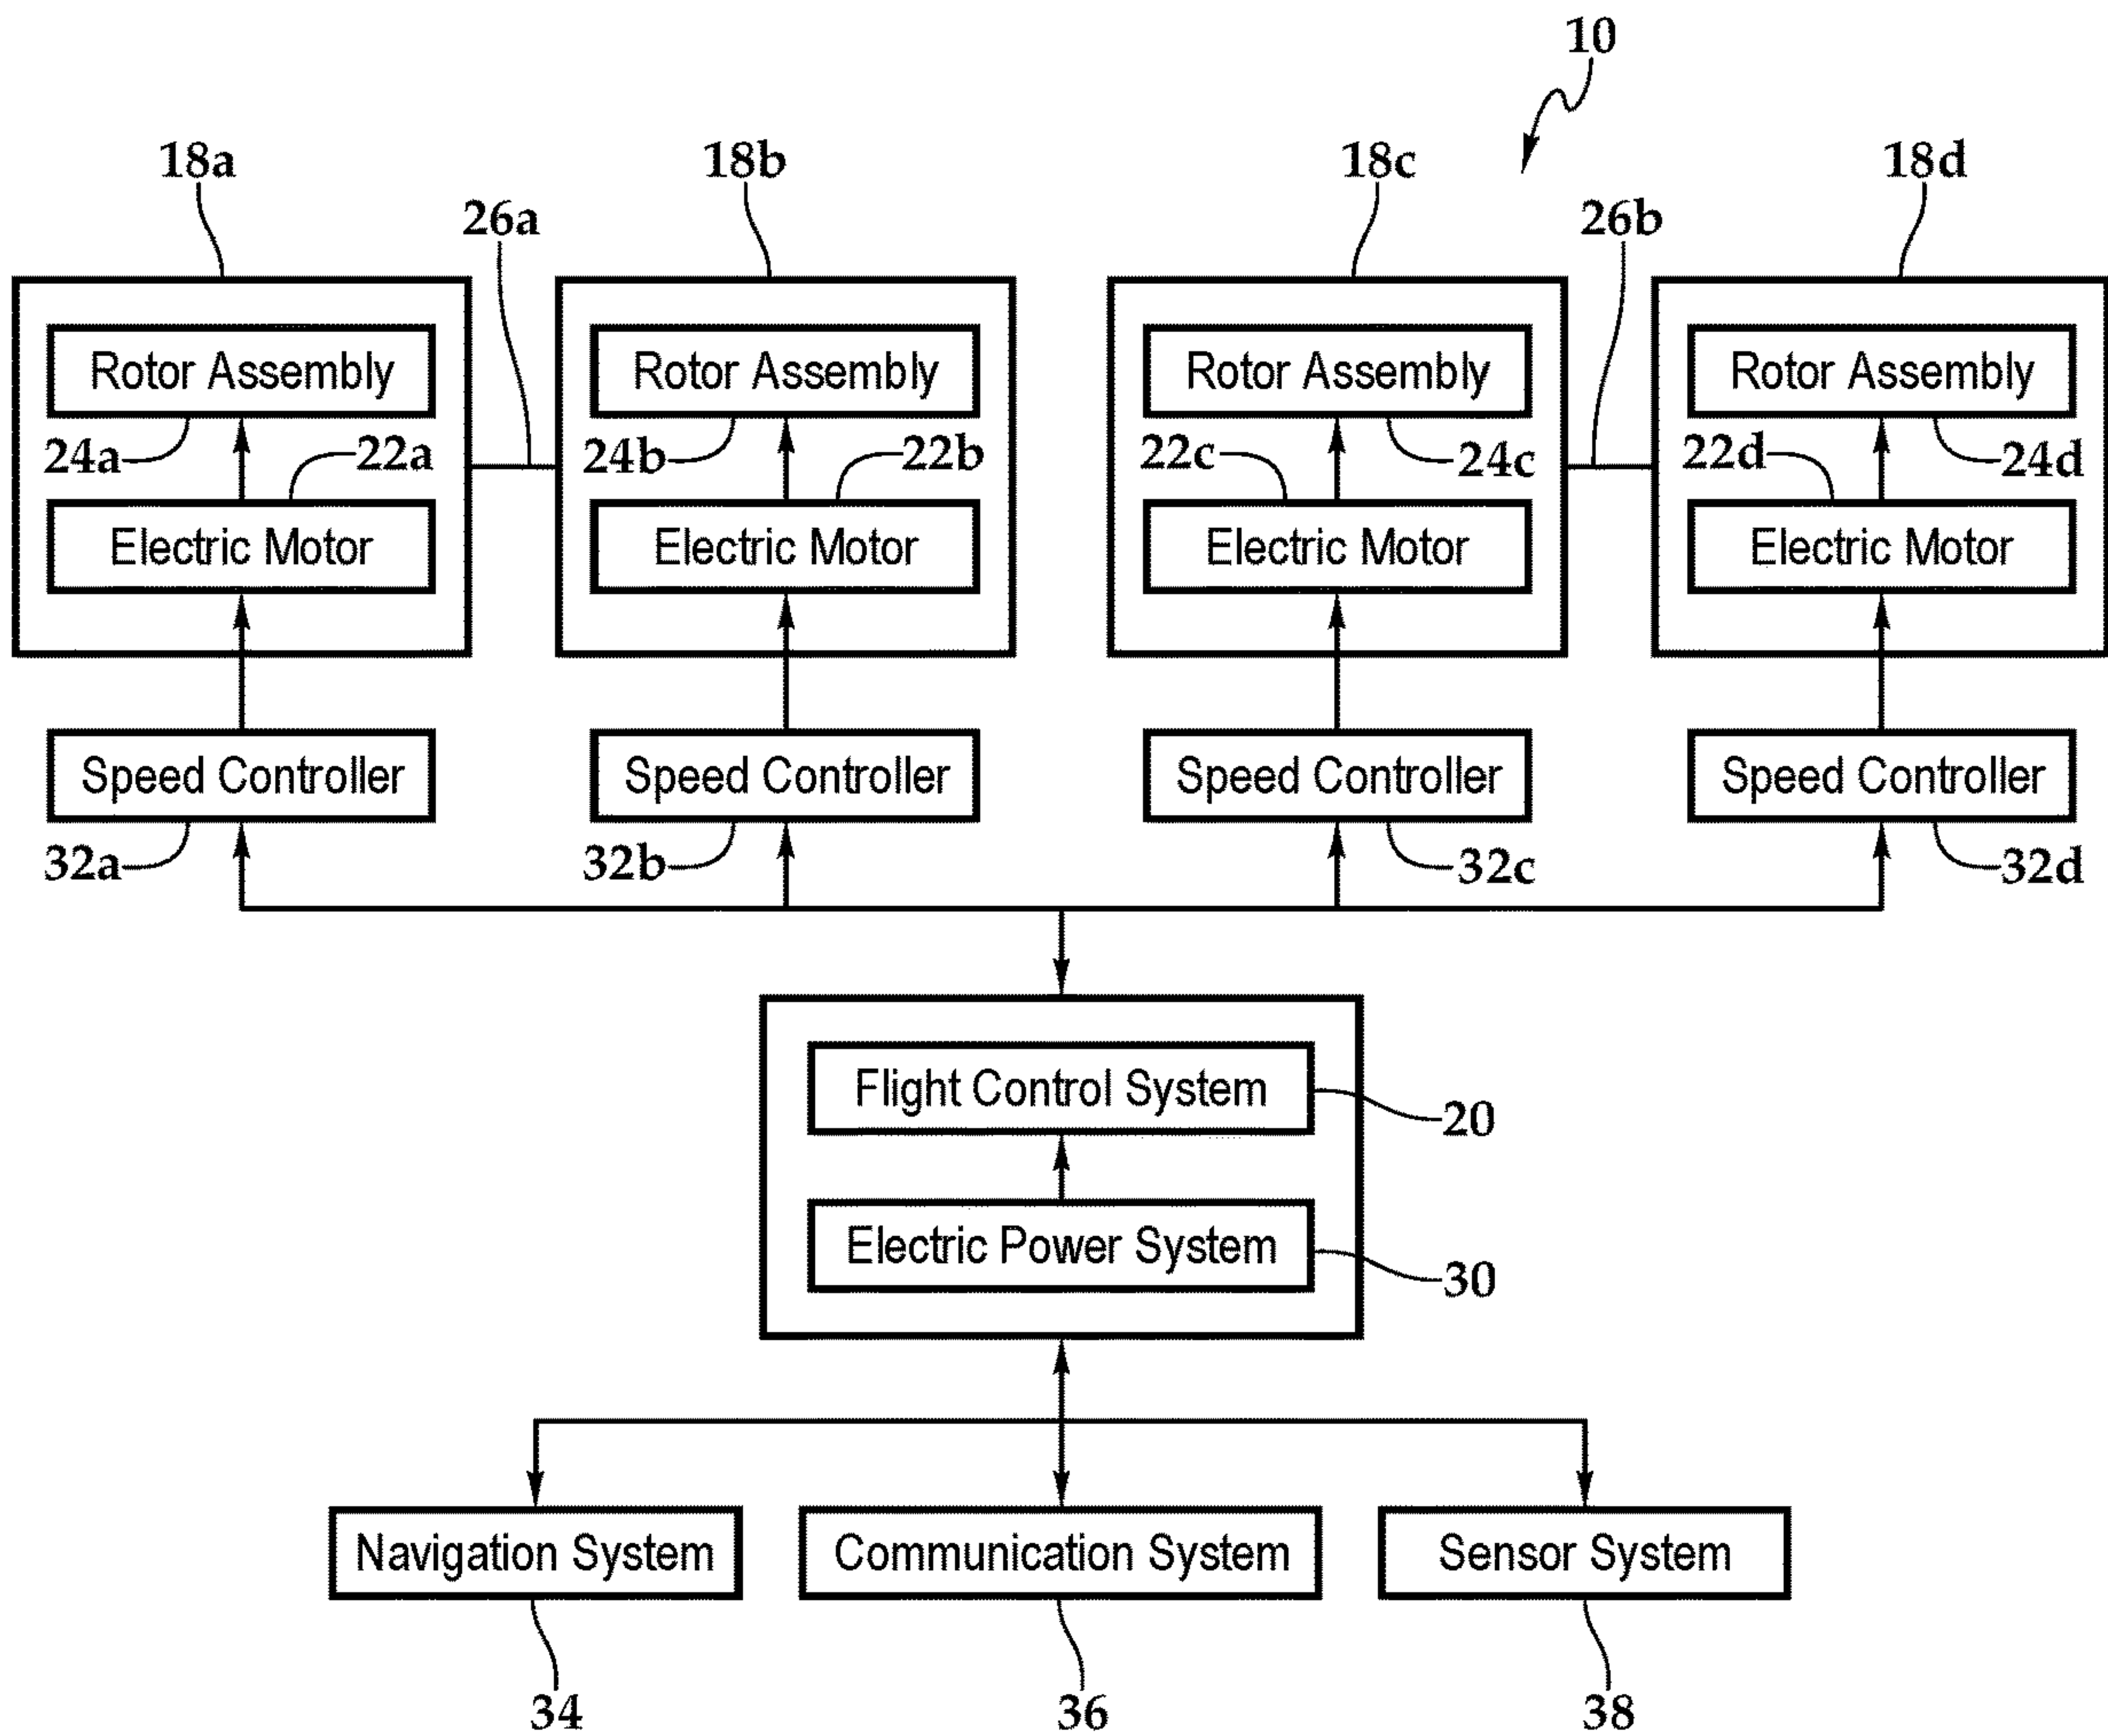 10
18a
18b
18c
18d
26a
26b
Rotor Assembly
Rotor Assembly
Rotor Assembly
Rotor Assembly
24a
22a
24b
22b
22c
24c
22d
24d
Electric Motor
Electric Motor
Electric Motor
Electric Motor
Speed Controller
Speed Controller
Speed Controller
Speed Controller
32a
32b
32c
32d
Flight Control System
20
Electric Power System
30
Navigation System
Communication System
Sensor System
34
36
38